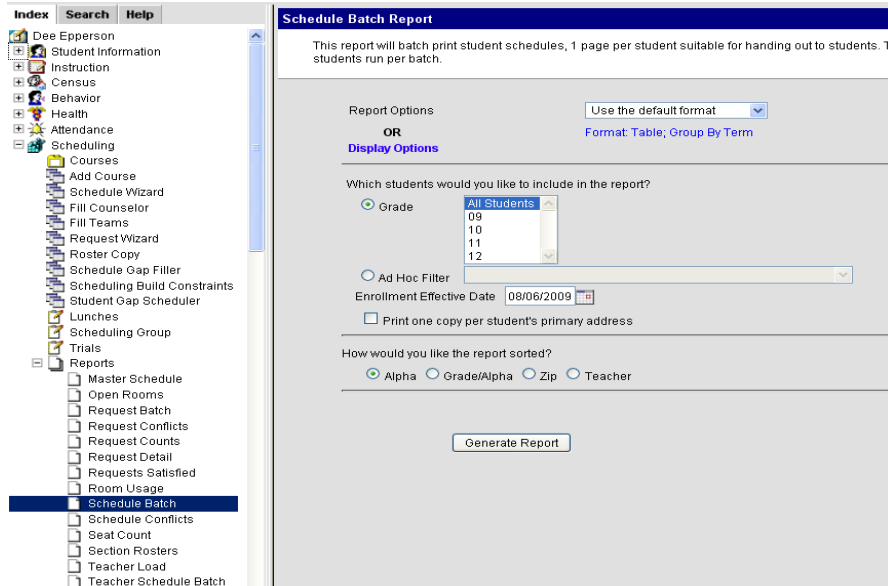 Index Search Help
Dee Epperson
Student Information
Instruction
Census
Behavior
Health
Attendance
Scheduling
Courses
Add Course
Schedule Wizard
Fill Counselor
Fill Teams
Request Wizard
Roster Copy
Schedule Gap Filler
Scheduling Build Constraints
Student Gap Scheduler
Lunches
Scheduling Group
Trials
Reports
Master Schedule
Open Rooms
Request Batch
Request Conflicts
Request Counts
Request Detail
Requests Satisfied
Room Usage
Schedule Batch
Schedule Conflicts
Seat Count
Section Rosters
Teacher Load
Teacher Schedule Batch
Schedule Batch Report
This report will batch print student schedules, 1 page per student suitable for handing out to students.
students run per batch.
Report Options Use the default format
OR Format: Table; Group By Term
Display Options
Which students would you like to include in the report?
Grade All Students
09
10
11
12
Ad Hoc Filter
Enrollment Effective Date 08/06/2009
Print one copy per student's primary address
How would you like the report sorted?
Alpha Grade/Alpha Zip Teacher
Generate Report